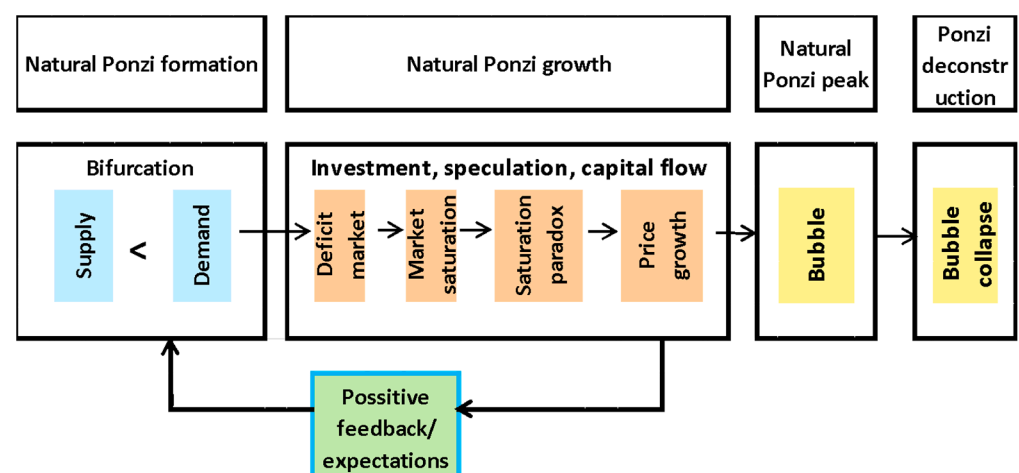 Natural Ponzi formation
Natural Ponzi growth
Natural
Ponzi peak
Ponzi
deconstr
uction
Bifurcation
Supply
<
Demand
Investment, speculation, capital flow
Deficit
market
Market
saturation
Saturation
paradox
Price
growth
Bubble
Bubble
collapse
Possitive
feedback/
expectations